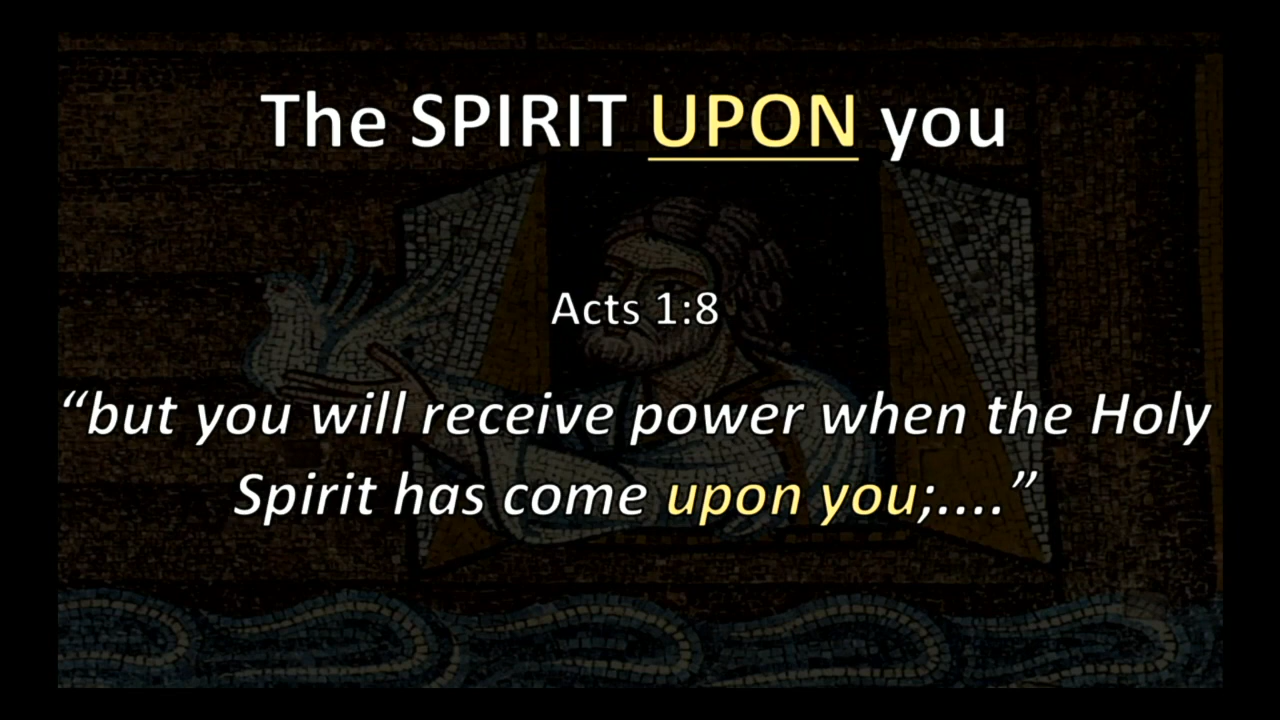 The SPIRIT UPON you
Acts 1:8
“but you will receive power when the Holy
Spirit has come upon you;....”